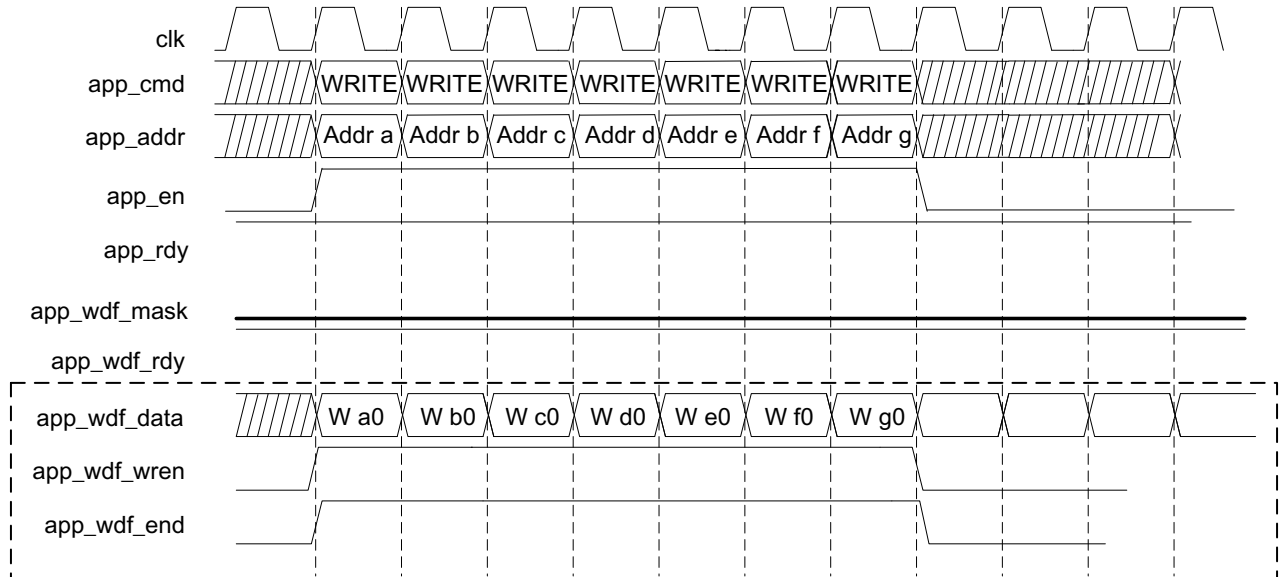 clk
app_cmd WRITE WRITE WRITE WRITE WRITE WRITE WRITE
app_addr Addr a Addr b Addr c Addr d Addr e Addr f Addr g
app_en
app_rdy
app_wdf_mask
app_wdf_rdy
app_wdf_data W a0 W b0 W c0 W d0 W e0 W f0 W g0
app_wdf_wren
app_wdf_end